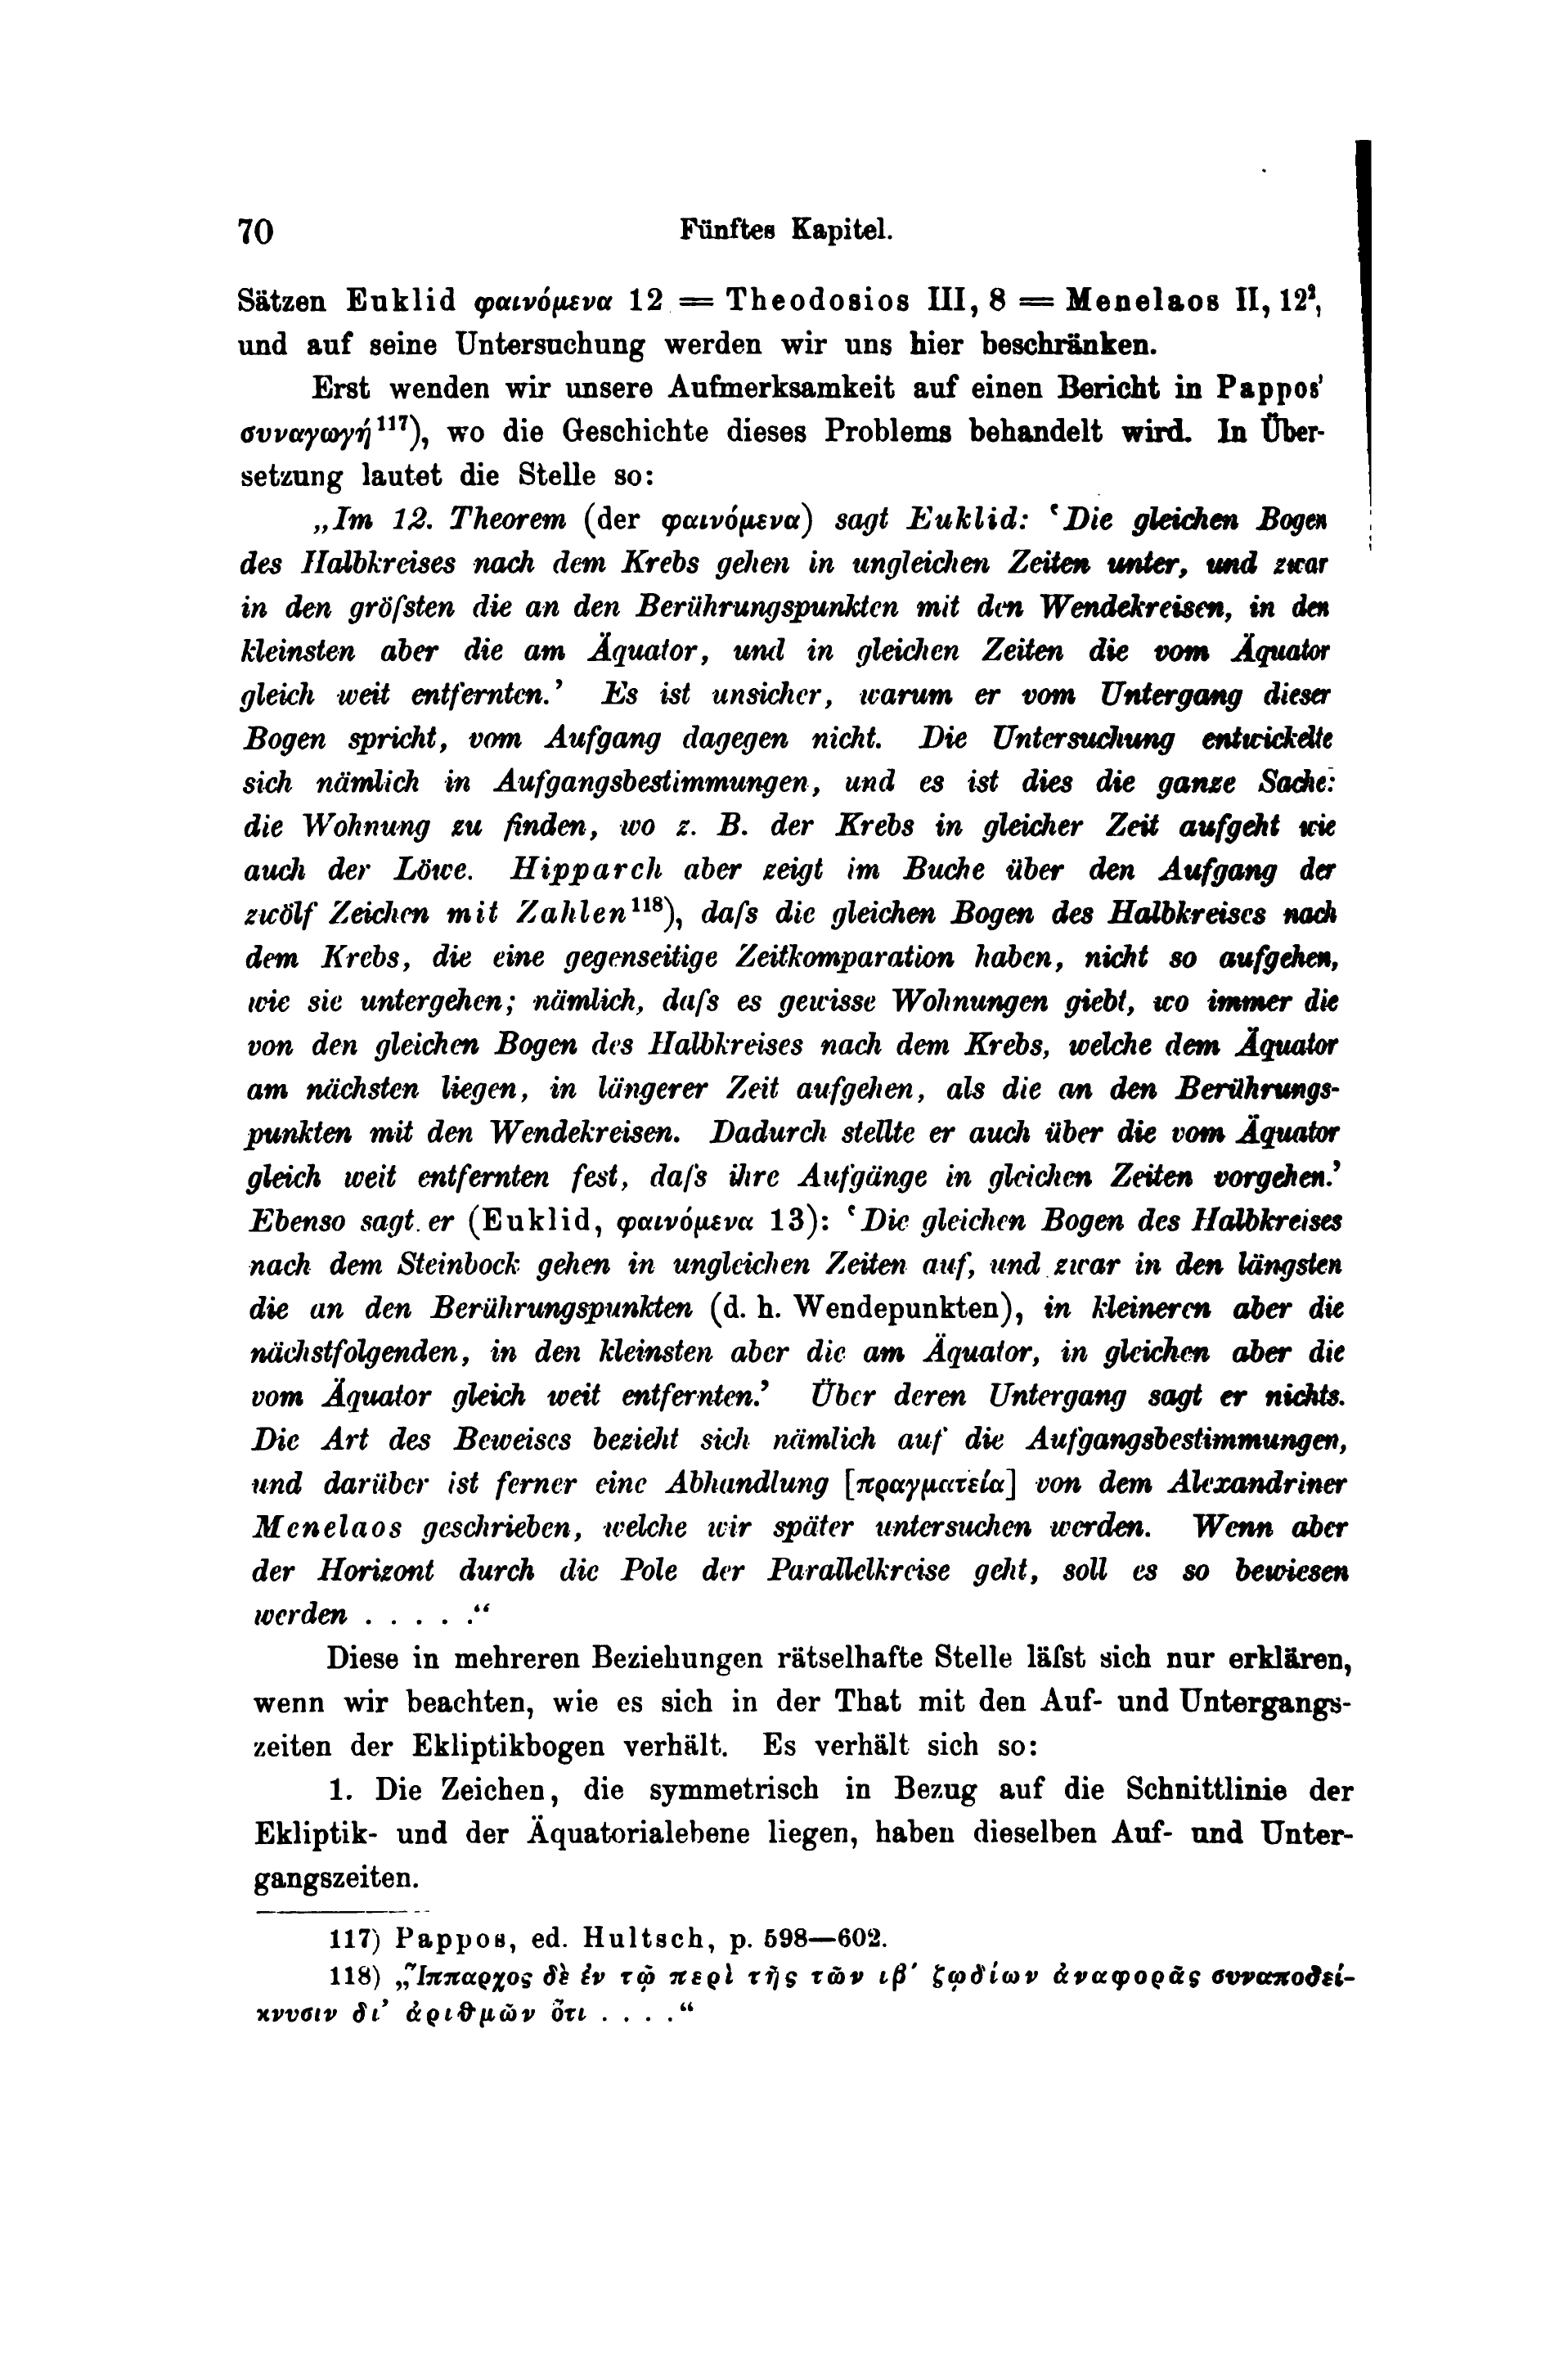 70 Fünftes Kapitel.
Sätzen Euklid φαινόμενα 12 = Theodosios III, 8 = Menelaos II, 12²,
und auf seine Untersuchung werden wir uns hier beschränken.
Erst wenden wir unsere Aufmerksamkeit auf einen Bericht in Pappos'
συναγωγή¹¹⁷), wo die Geschichte dieses Problems behandelt wird. In Über-
setzung lautet die Stelle so:
„Im 12. Theorem (der φαινόμενα) sagt Euklid: ‘Die gleichen Bogen
des Halbkreises nach dem Krebs gehen in ungleichen Zeiten unter, und zwar
in den gröſsten die an den Berührungspunkten mit den Wendekreisen, in den
kleinsten aber die am Äquator, und in gleichen Zeiten die vom Äquator
gleich weit entfernten.’ Es ist unsicher, warum er vom Untergang dieser
Bogen spricht, vom Aufgang dagegen nicht. Die Untersuchung entwickelte
sich nämlich in Aufgangsbestimmungen, und es ist dies die ganze Sache:
die Wohnung zu finden, wo z. B. der Krebs in gleicher Zeit aufgeht wie
auch der Löwe. Hipparch aber zeigt im Buche über den Aufgang der
zwölf Zeichen mit Zahlen¹¹⁸), daſs die gleichen Bogen des Halbkreises nach
dem Krebs, die eine gegenseitige Zeitkomparation haben, nicht so aufgehen,
wie sie untergehen; nämlich, daſs es gewisse Wohnungen giebt, wo immer die
von den gleichen Bogen des Halbkreises nach dem Krebs, welche dem Äquator
am nächsten liegen, in längerer Zeit aufgehen, als die an den Berührungs-
punkten mit den Wendekreisen. Dadurch stellte er auch über die vom Äquator
gleich weit entfernten fest, daſs ihre Aufgänge in gleichen Zeiten vorgehen.’
Ebenso sagt er (Euklid, φαινόμενα 13): ‘Die gleichen Bogen des Halbkreises
nach dem Steinbock gehen in ungleichen Zeiten auf, und zwar in den längsten
die an den Berührungspunkten (d. h. Wendepunkten), in kleineren aber die
nächstfolgenden, in den kleinsten aber die am Äquator, in gleichen aber die
vom Äquator gleich weit entfernten.’ Über deren Untergang sagt er nichts.
Die Art des Beweises bezieht sich nämlich auf die Aufgangsbestimmungen,
und darüber ist ferner eine Abhandlung [πραγματεία] von dem Alexandriner
Menelaos geschrieben, welche wir später untersuchen werden. Wenn aber
der Horizont durch die Pole der Parallelkreise geht, soll es so bewiesen
werden . . . . .“
Diese in mehreren Beziehungen rätselhafte Stelle läſst sich nur erklären,
wenn wir beachten, wie es sich in der That mit den Auf- und Untergangs-
zeiten der Ekliptikbogen verhält. Es verhält sich so:
1. Die Zeichen, die symmetrisch in Bezug auf die Schnittlinie der
Ekliptik- und der Äquatorialebene liegen, haben dieselben Auf- und Unter-
gangszeiten.
117) Pappos, ed. Hultsch, p. 598—602.
118) „Ἵππαρχος δὲ ἐν τῷ περὶ τῆς τῶν ιβ′ ζῳδίων ἀναφορᾶς συναποδεί-
κνυσιν δι’ ἀριθμῶν ὅτι . . . .“